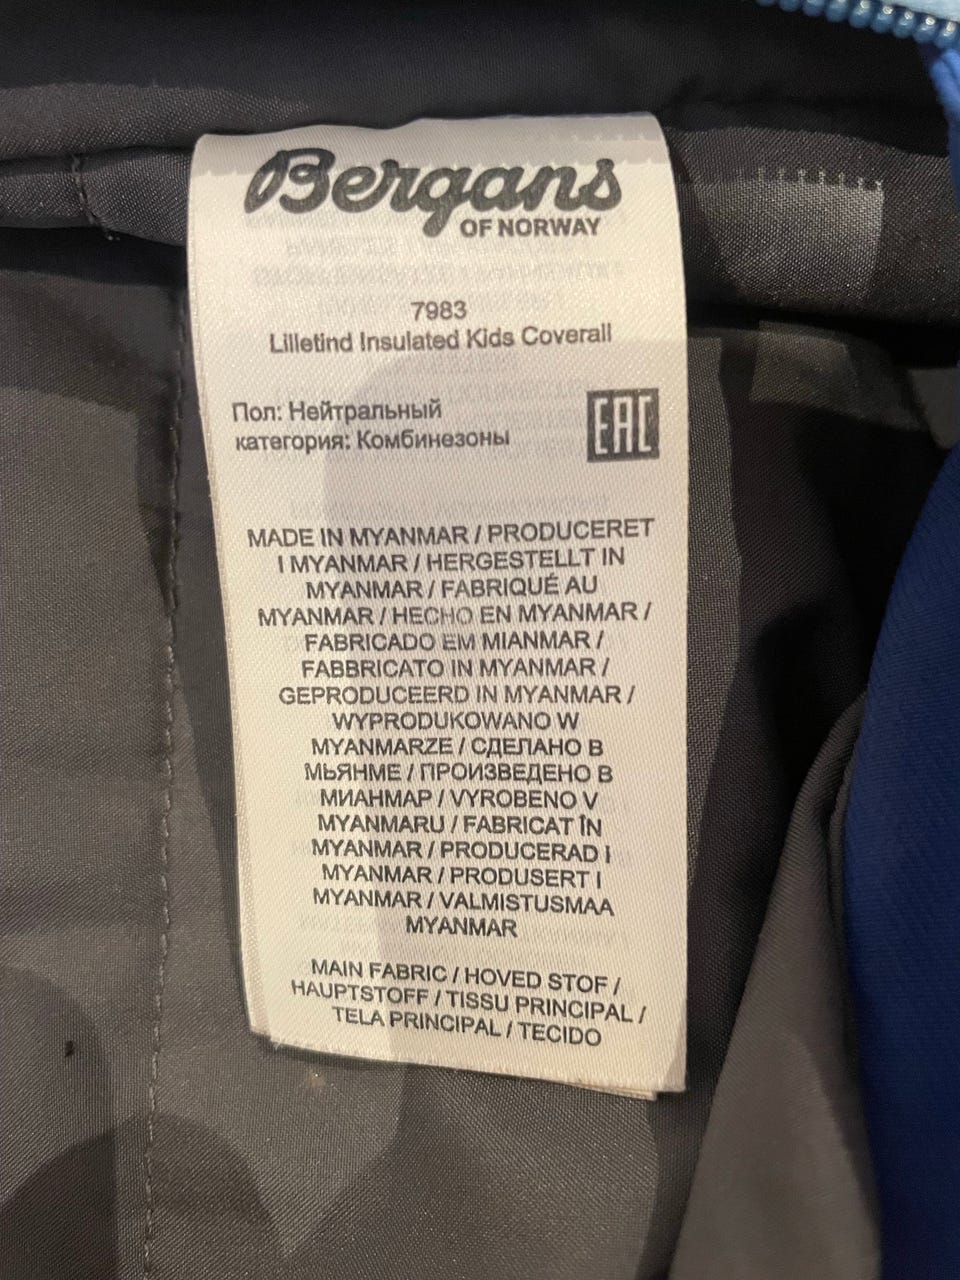 Bergans
OF NORWAY
7983
Lilletind Insulated Kids Coverall
Пол: Нейтральный
категория: Комбинезоны
EAC
MADE IN MYANMAR / PRODUCERET
I MYANMAR / HERGESTELLT IN
MYANMAR / FABRIQUÉ AU
MYANMAR / HECHO EN MYANMAR /
FABRICADO EM MIANMAR /
FABBRICATO IN MYANMAR /
GEPRODUCEERD IN MYANMAR /
WYPRODUKOWANO W
MYANMARZE / СДЕЛАНО В
МЬЯНМЕ / ПРОИЗВЕДЕНО В
МИАНМАР / VYROBENO V
MYANMARU / FABRICAT ÎN
MYANMAR / PRODUCERAD I
MYANMAR / PRODUSERT I
MYANMAR / VALMISTUSMAA
MYANMAR
MAIN FABRIC / HOVED STOF /
HAUPTSTOFF / TISSU PRINCIPAL /
TELA PRINCIPAL / TECIDO